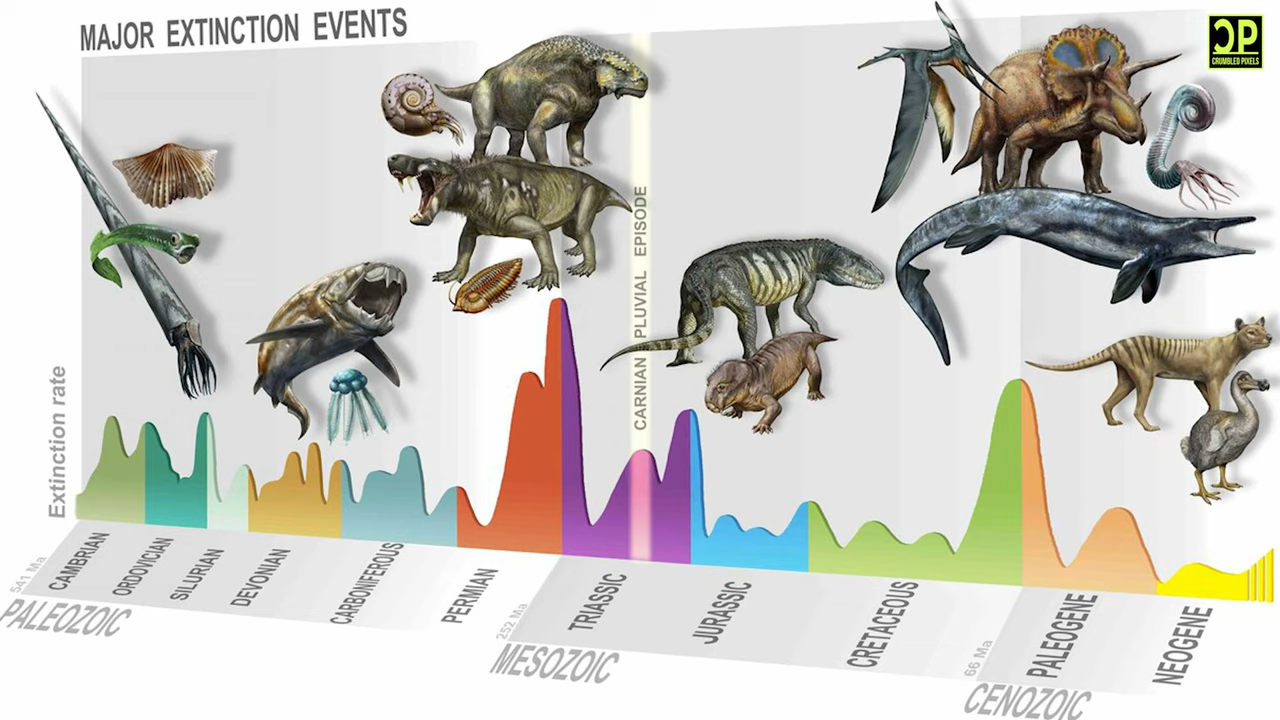 MAJOR EXTINCTION EVENTS
CP
CRUMBLED PIXELS
Extinction rate
CARNIAN PLUVIAL EPISODE
541 Ma
CAMBRIAN
ORDOVICIAN
SILURIAN
DEVONIAN
CARBONIFEROUS
PERMIAN
252 Ma
TRIASSIC
JURASSIC
CRETACEOUS
66 Ma
PALEOGENE
NEOGENE
PALEOZOIC
MESOZOIC
CENOZOIC